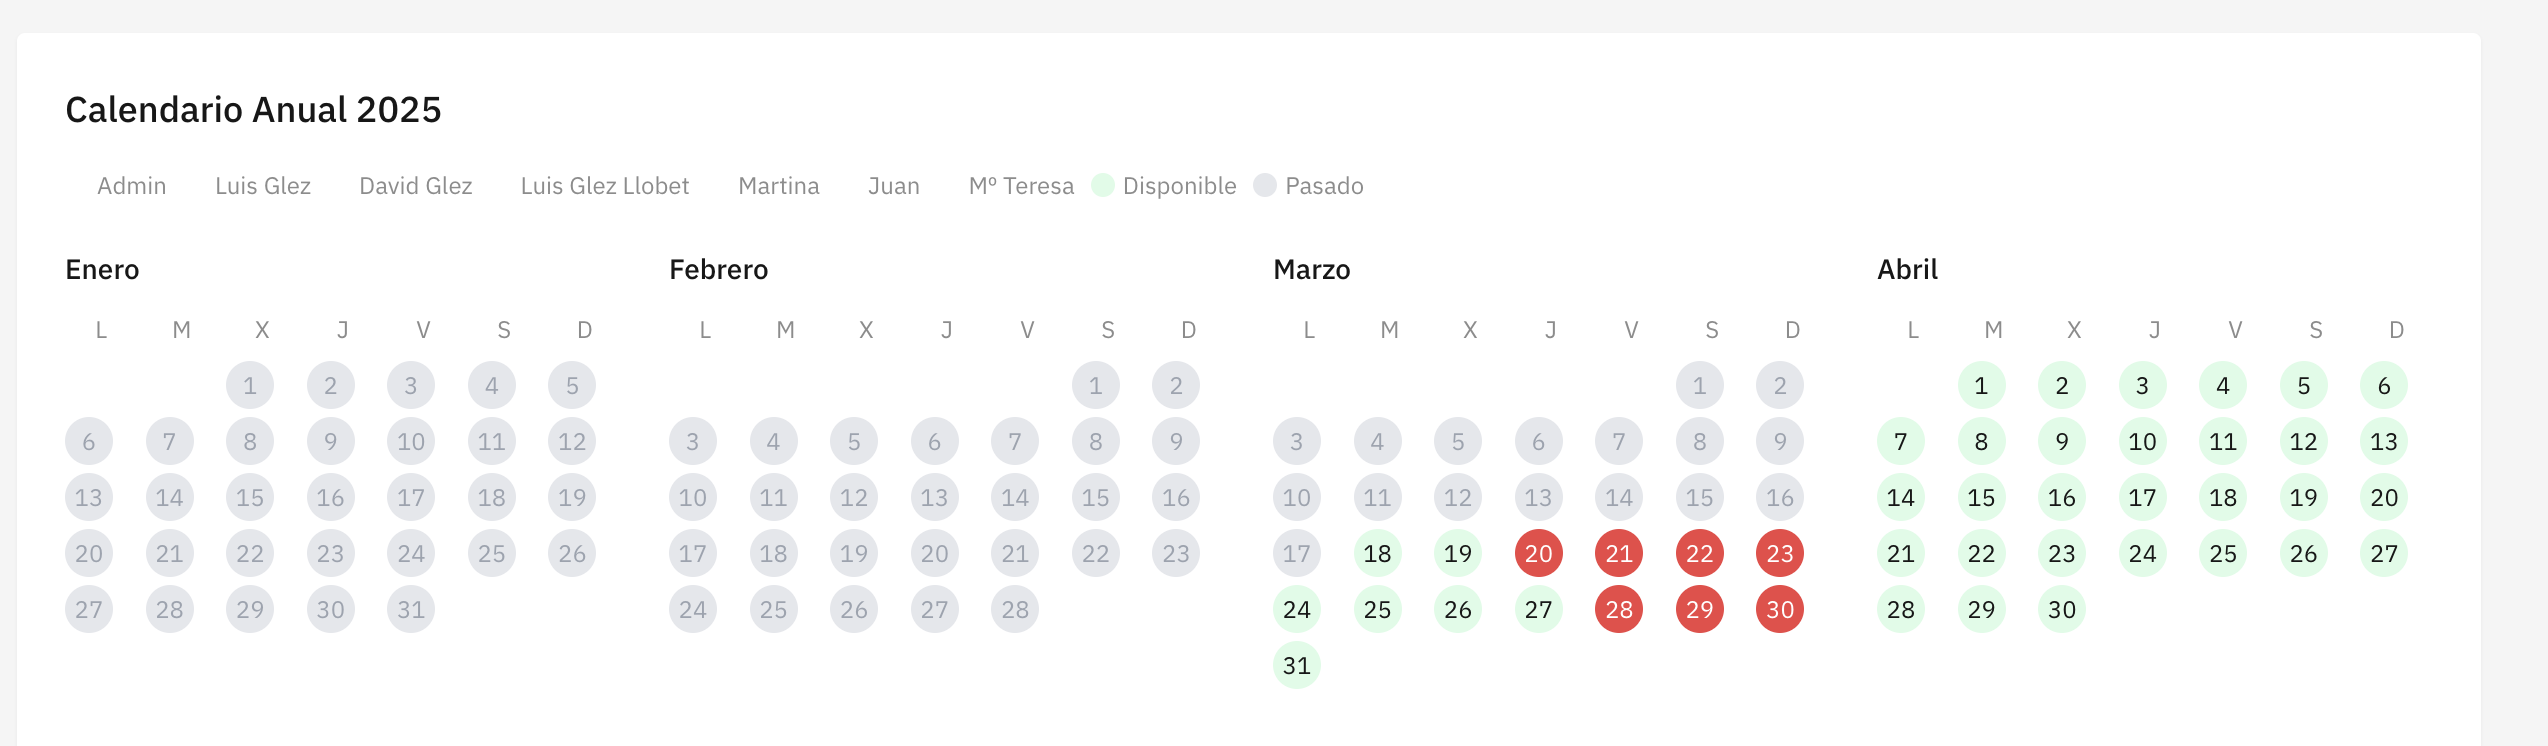 Calendario Anual 2025
Admin Luis Glez David Glez Luis Glez Llobet Martina Juan Mº Teresa Disponible Pasado
Enero
L M X J V S D
1 2 3 4 5
6 7 8 9 10 11 12
13 14 15 16 17 18 19
20 21 22 23 24 25 26
27 28 29 30 31
Febrero
L M X J V S D
1 2
3 4 5 6 7 8 9
10 11 12 13 14 15 16
17 18 19 20 21 22 23
24 25 26 27 28
Marzo
L M X J V S D
1 2
3 4 5 6 7 8 9
10 11 12 13 14 15 16
17 18 19 20 21 22 23
24 25 26 27 28 29 30
31
Abril
L M X J V S D
1 2 3 4 5 6
7 8 9 10 11 12 13
14 15 16 17 18 19 20
21 22 23 24 25 26 27
28 29 30